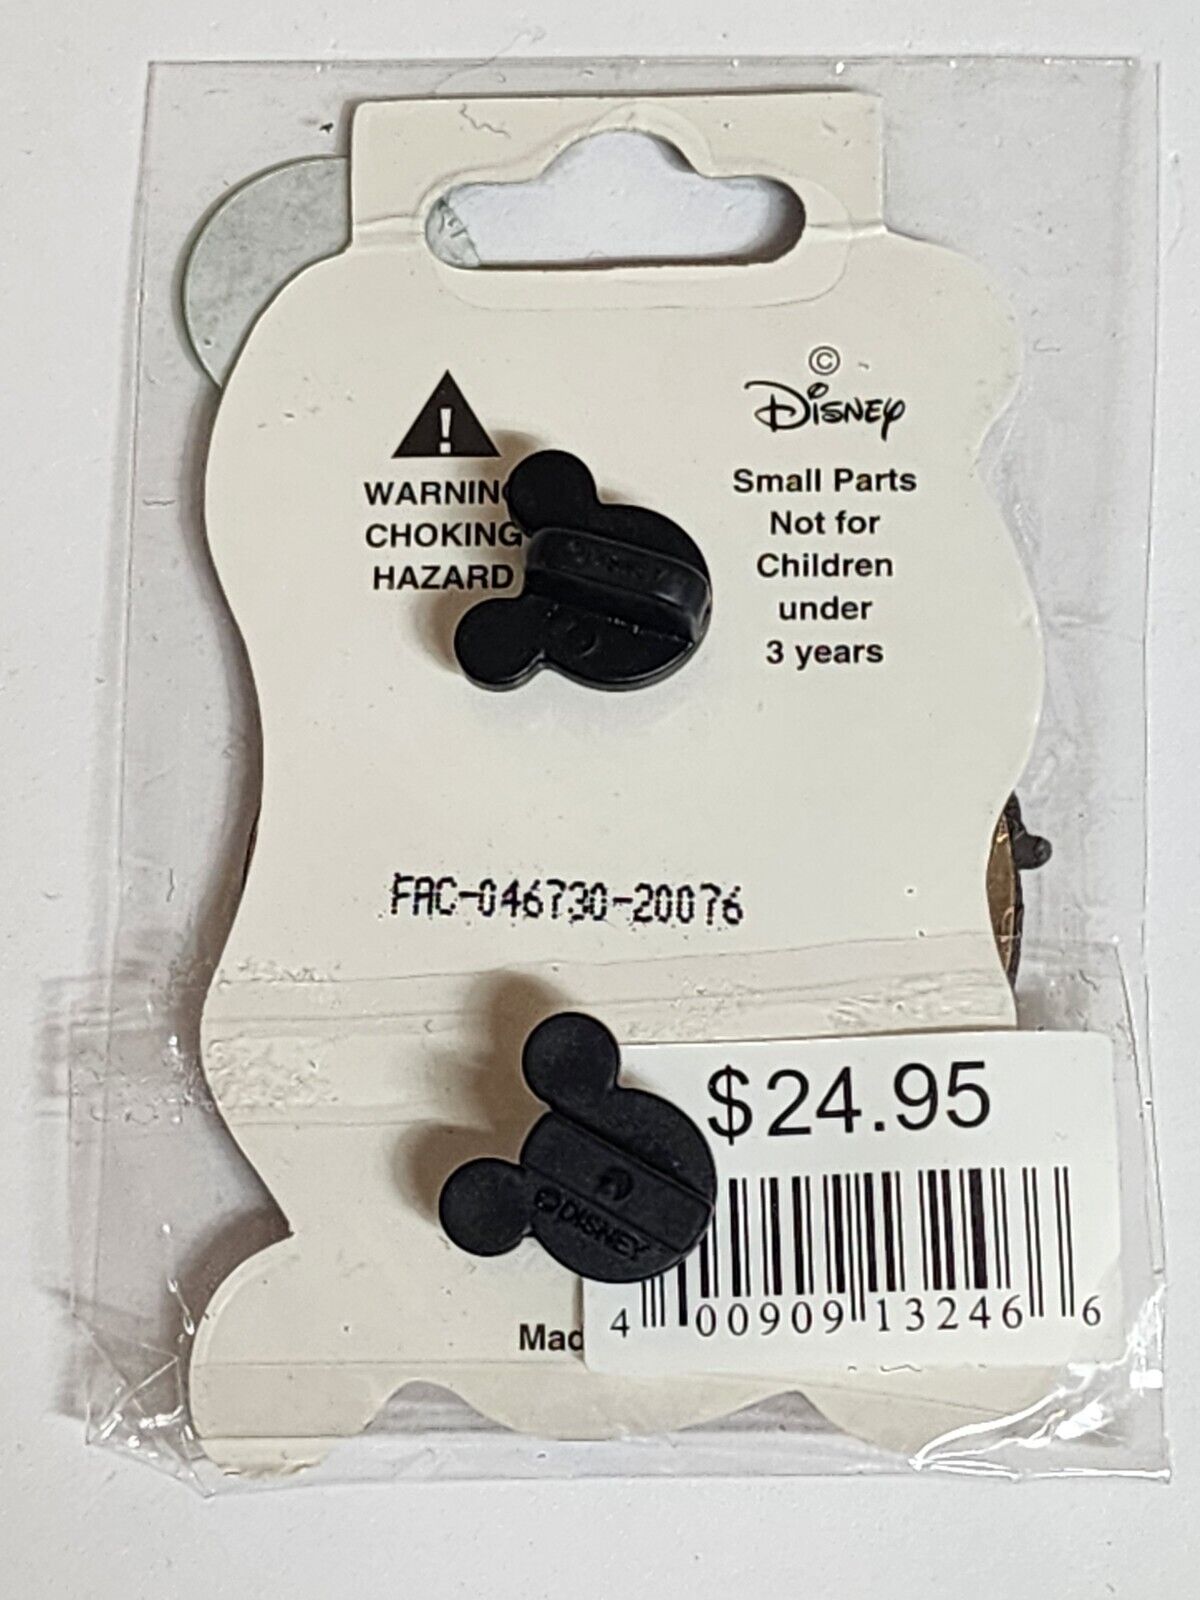 WARNING
CHOKING
HAZARD
©
Disney
Small Parts
Not for
Children
under
3 years
FAC-046730-20076
$24.95
©DISNEY
4 00909 13246 6
Mad